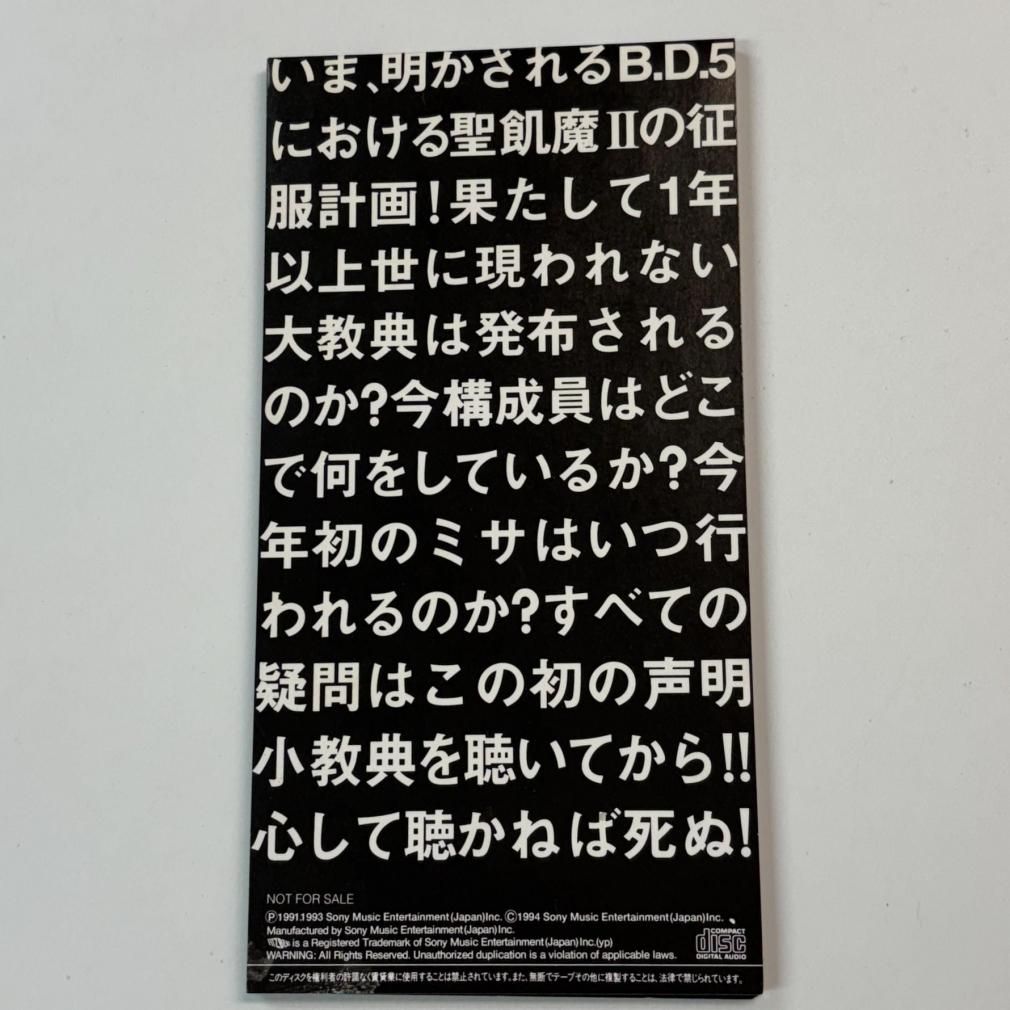 いま、明かされるB.D.5
における聖飢魔IIの征
服計画!果たして1年
以上世に現われない
大教典は発布される
のか?今構成員はどこ
で何をしているか?今
年初のミサはいつ行
われるのか?すべての
疑問はこの初の声明
小教典を聴いてから!!
心して聴かねば死ぬ!
NOT FOR SALE
Ⓟ1991.1993 Sony Music Entertainment(Japan)Inc. Ⓒ1994 Sony Music Entertainment(Japan)Inc.
Manufactured by Sony Music Entertainment(Japan)Inc.
is a Registered Trademark of Sony Music Entertainment(Japan)Inc.(yp)
WARNING: All Rights Reserved. Unauthorized duplication is a violation of applicable laws.
COMPACT
disc
DIGITAL AUDIO
このディスクを権利者の許諾なく賃貸業に使用することは禁止されています。また、無断でテープその他に複製することは、法律で禁じられています。